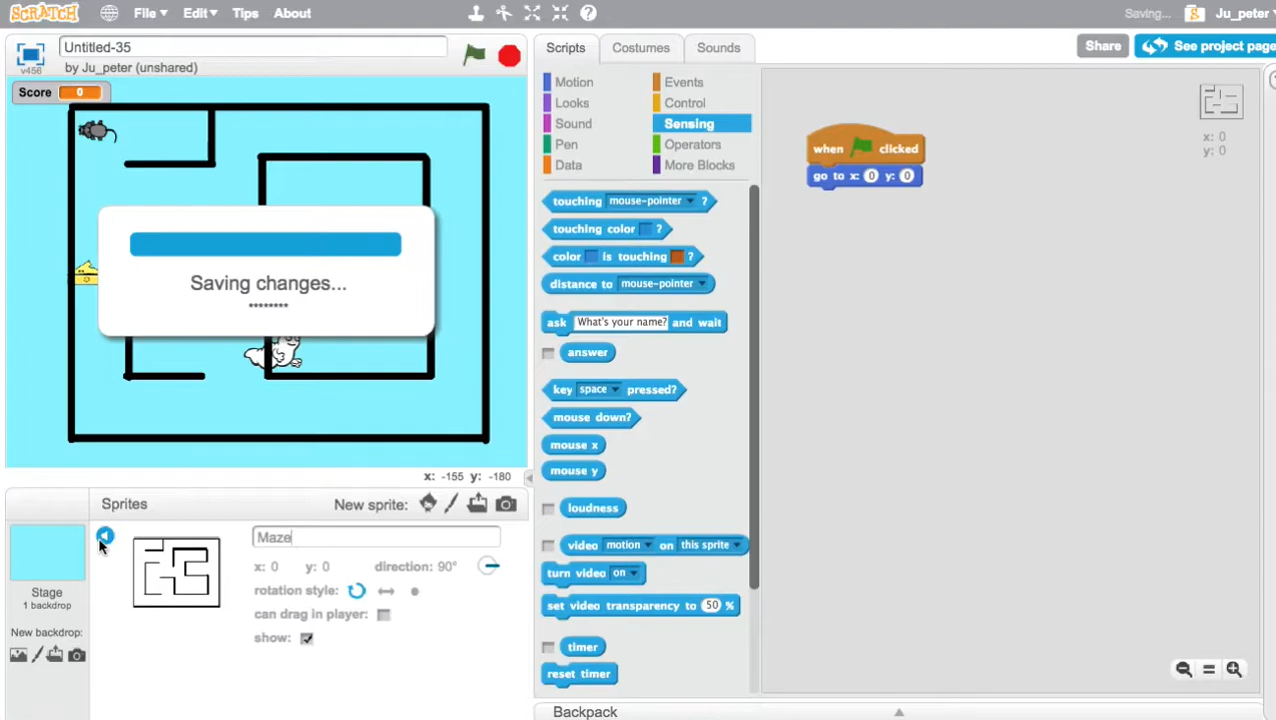 SCRATCH File Edit Tips About Saving... Ju_peter
Untitled-35
by Ju_peter (unshared)
v456
Scripts Costumes Sounds Share See project page
Score 0
Motion Events
Looks Control
Sound Sensing
Pen Operators
Data More Blocks
touching mouse-pointer ?
touching color ?
color is touching ?
distance to mouse-pointer
ask What's your name? and wait
answer
key space pressed?
mouse down?
mouse x
mouse y
loudness
video motion on this sprite
turn video on
set video transparency to 50 %
timer
reset timer
when clicked
go to x: 0 y: 0
x: 0
y: 0
Saving changes...
********
x: -155 y: -180
Sprites New sprite:
Maze
x: 0 y: 0 direction: 90°
rotation style:
can drag in player:
show:
Stage
1 backdrop
New backdrop:
Backpack